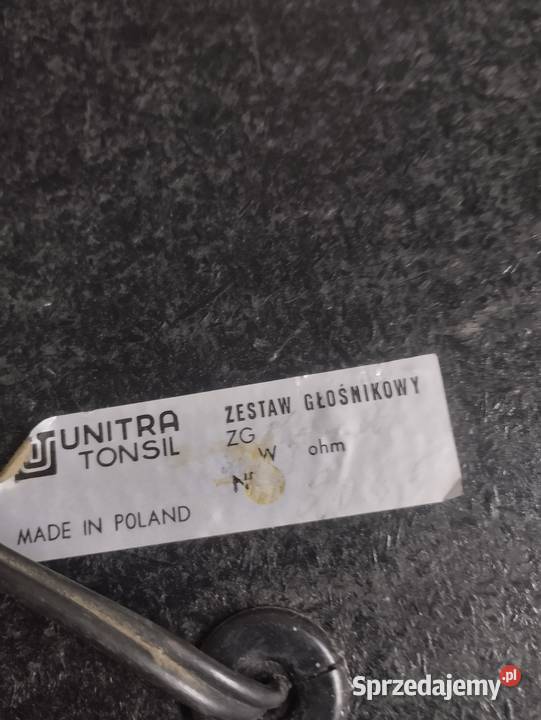 UNITRA
TONSIL
ZESTAW GŁOŚNIKOWY
ZG
W ohm
Nr
MADE IN POLAND
Sprzedajemy.pl